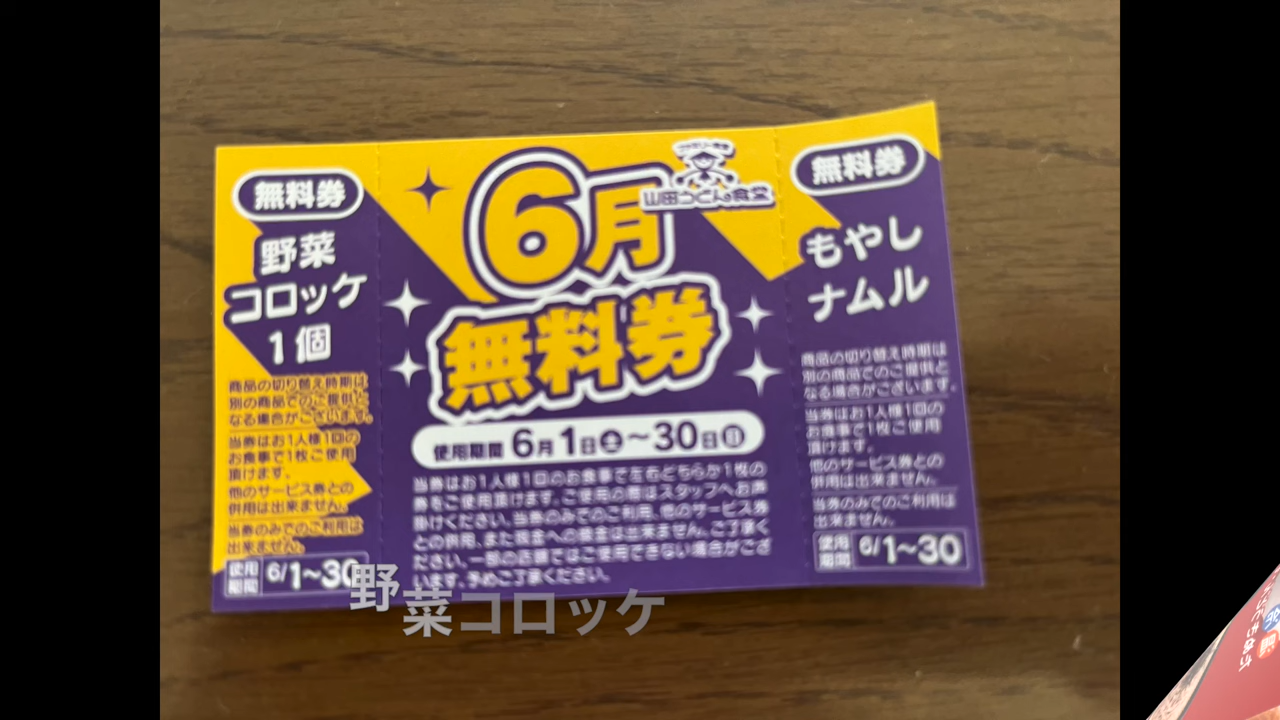 無料券
野菜
コロッケ
1個
商品の切り替え時期は
別の商品でのご提供と
なる場合がございます。
当券はお1人様1回の
お食事で1枚ご使用
頂けます。
他のサービス券との
併用は出来ません。
当券のみでのご利用は
出来ません。
使用
期間 6/1~30
6月
ファミリー食堂
山田うどん食堂
無料券
使用期間 6月1日土~30日日
当券はお1人様1回のお食事で左右どちらか1枚の
券をご使用頂けます。ご使用の際はスタッフへお声
掛けください。当券のみでのご利用、他のサービス券
との併用、また現金への換金は出来ません。ご了承く
ださい。一部の店舗ではご使用できない場合がござ
います。予めご了承ください。
無料券
もやし
ナムル
商品の切り替え時期は
別の商品でのご提供と
なる場合がございます。
当券はお1人様1回の
お食事で1枚ご使用
頂けます。
他のサービス券との
併用は出来ません。
当券のみでのご利用は
出来ません。
使用
期間 6/1~30
野菜コロッケ